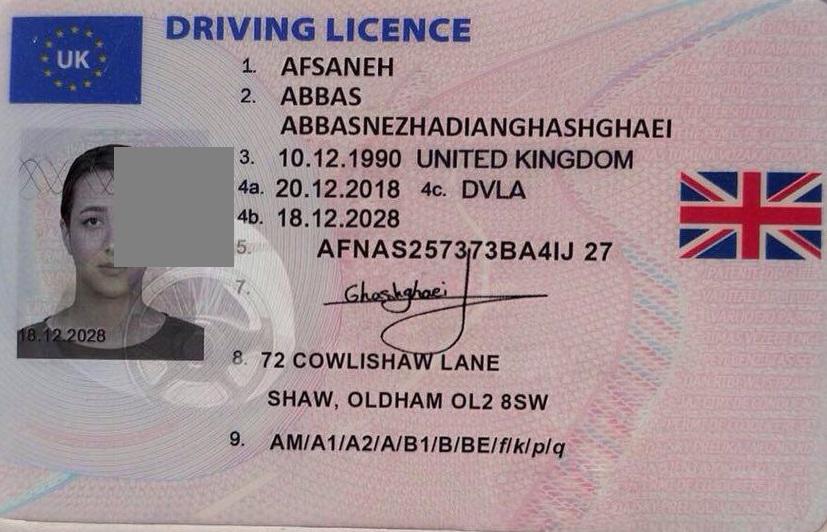 UK
DRIVING LICENCE
1. AFSANEH
2. ABBAS
ABBASNEZHADIANGHASHGHAEI
3. 10.12.1990 UNITED KINGDOM
4a. 20.12.2018 4c. DVLA
4b. 18.12.2028
5. AFNAS257373BA4IJ 27
7. Ghashghaei
18.12.2028
8. 72 COWLISHAW LANE
SHAW, OLDHAM OL2 8SW
9. AM/A1/A2/A/B1/B/BE/f/k/p/q